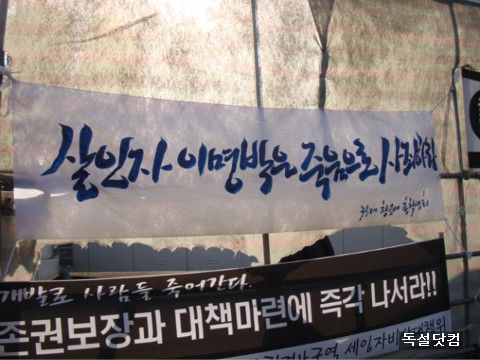 살인자 이명박은 죽음으로 사죄하라
개발로 사람들 죽어간다.
존권보장과 대책마련에 즉각 나서라!!
독설닷컴